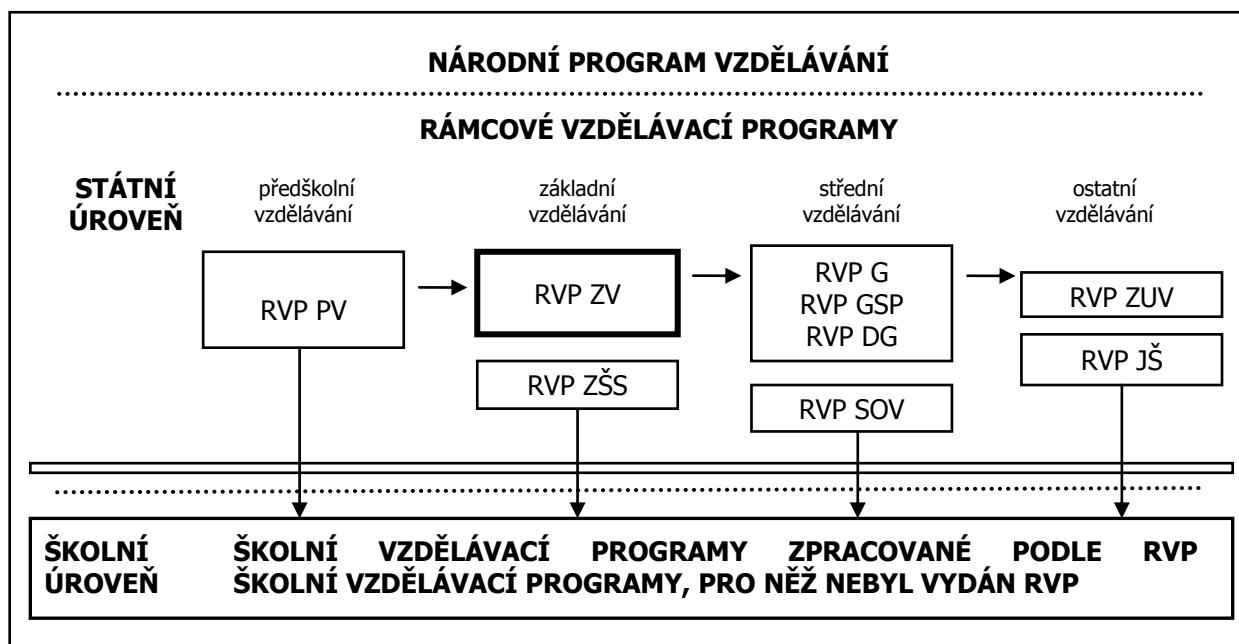 NÁRODNÍ PROGRAM VZDĚLÁVÁNÍ
RÁMCOVÉ VZDĚLÁVACÍ PROGRAMY
STÁTNÍ
ÚROVEŇ
předškolní
vzdělávání
základní
vzdělávání
střední
vzdělávání
ostatní
vzdělávání
RVP PV
RVP ZV
RVP ZŠS
RVP G
RVP GSP
RVP DG
RVP SOV
RVP ZUV
RVP JŠ
ŠKOLNÍ
ÚROVEŇ
ŠKOLNÍ VZDĚLÁVACÍ PROGRAMY ZPRACOVANÉ PODLE RVP
ŠKOLNÍ VZDĚLÁVACÍ PROGRAMY, PRO NĚŽ NEBYL VYDÁN RVP